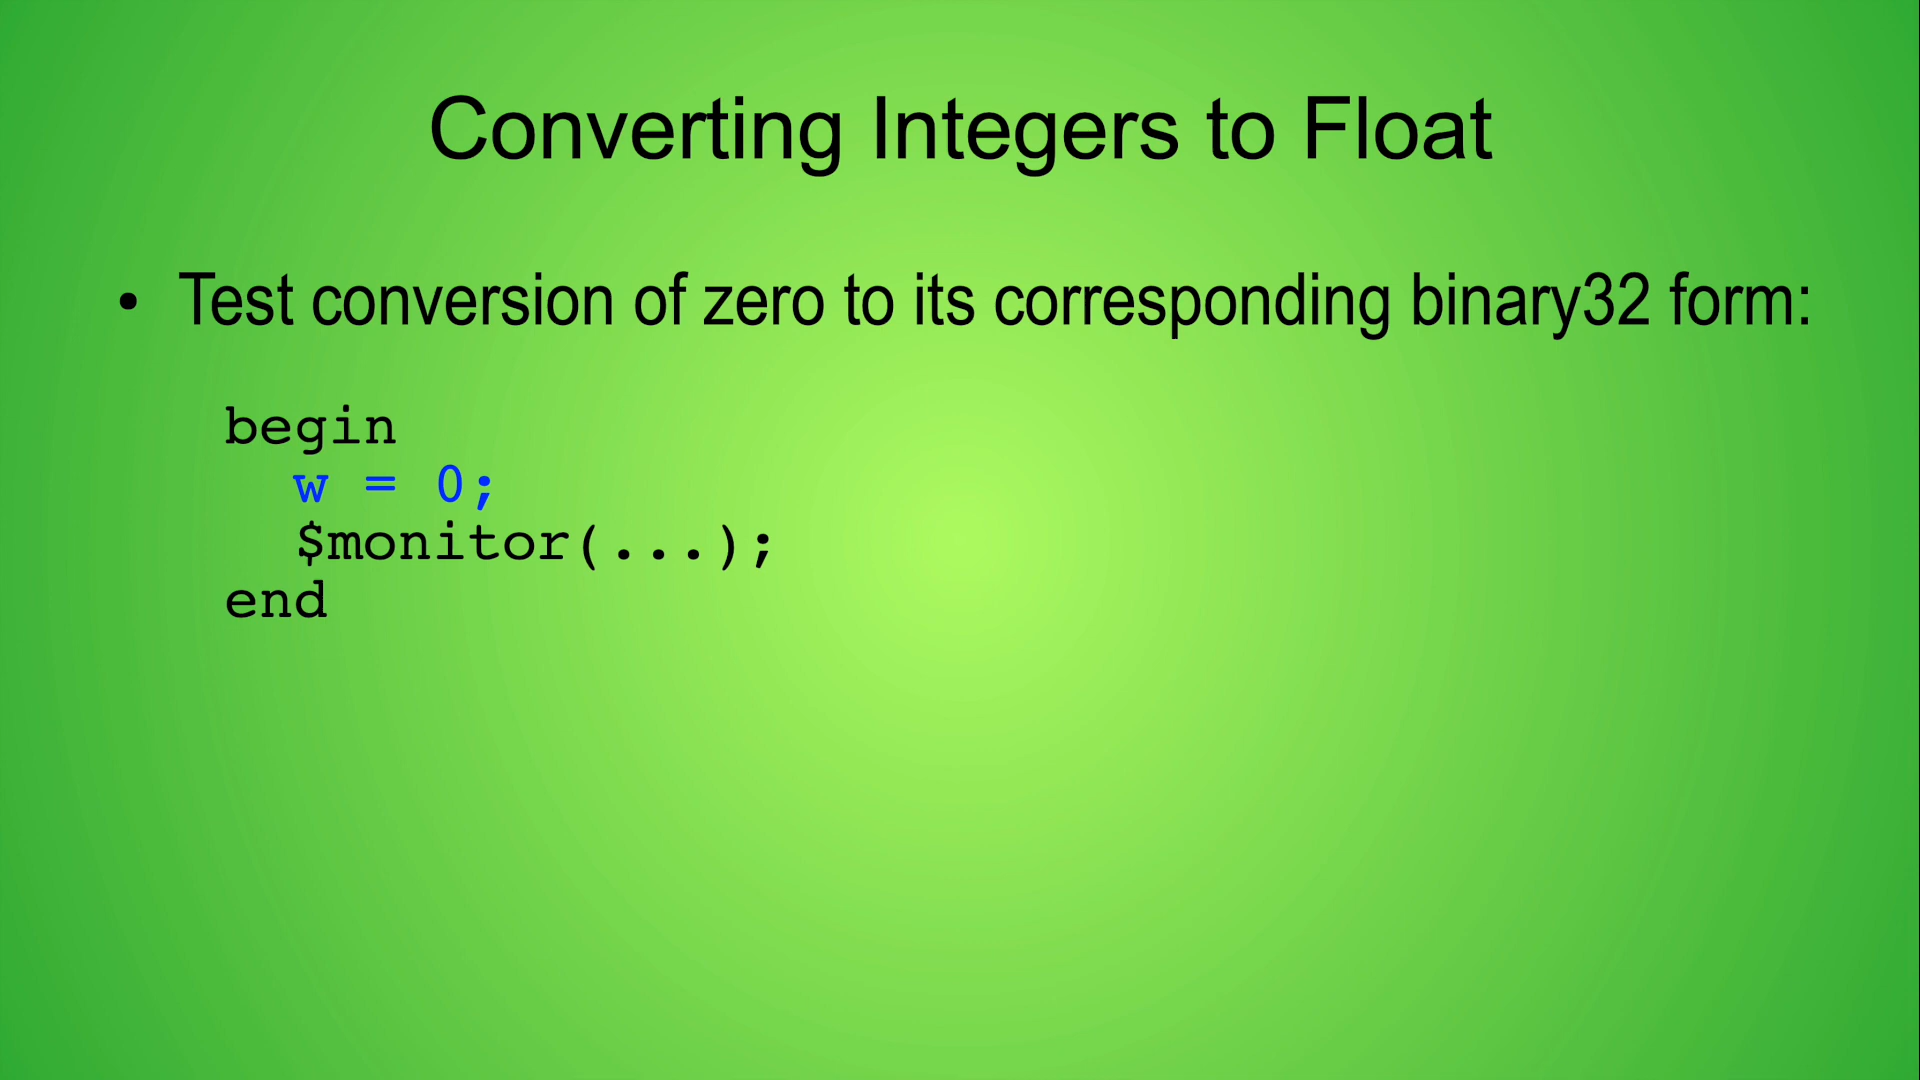 Converting Integers to Float
• Test conversion of zero to its corresponding binary32 form:
begin
  w = 0;
  $monitor(...);
end